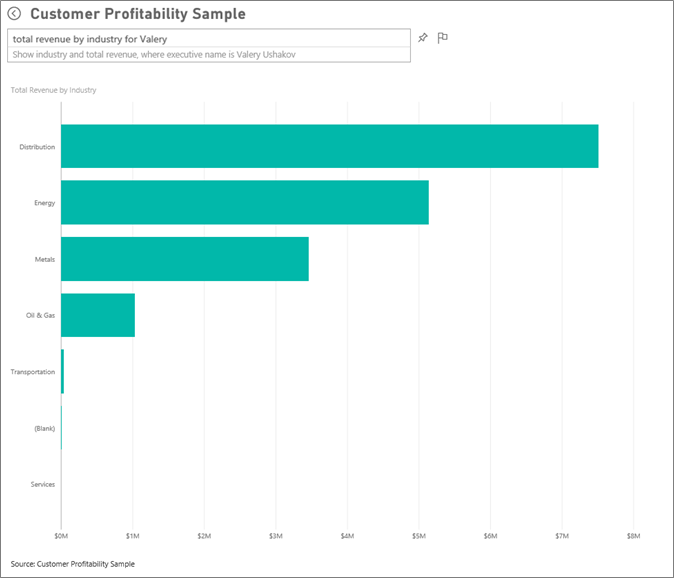 Customer Profitability Sample
total revenue by industry for Valery
Show industry and total revenue, where executive name is Valery Ushakov
Total Revenue by Industry
Distribution
Energy
Metals
Oil & Gas
Transportation
(Blank)
Services
$0M $1M $2M $3M $4M $5M $6M $7M $8M
Source: Customer Profitability Sample